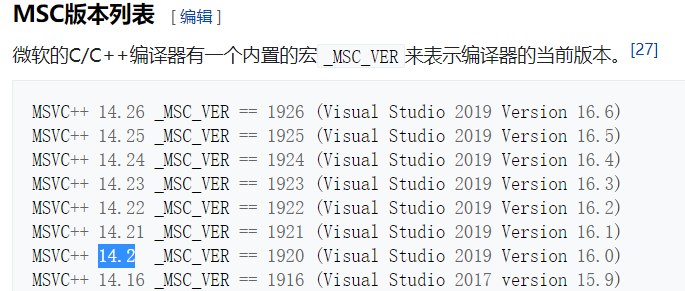 MSC版本列表 [ 编辑 ]
微软的C/C++编译器有一个内置的宏 _MSC_VER 来表示编译器的当前版本。[27]
MSVC++ 14.26 _MSC_VER == 1926 (Visual Studio 2019 Version 16.6)
MSVC++ 14.25 _MSC_VER == 1925 (Visual Studio 2019 Version 16.5)
MSVC++ 14.24 _MSC_VER == 1924 (Visual Studio 2019 Version 16.4)
MSVC++ 14.23 _MSC_VER == 1923 (Visual Studio 2019 Version 16.3)
MSVC++ 14.22 _MSC_VER == 1922 (Visual Studio 2019 Version 16.2)
MSVC++ 14.21 _MSC_VER == 1921 (Visual Studio 2019 Version 16.1)
MSVC++ 14.2 _MSC_VER == 1920 (Visual Studio 2019 Version 16.0)
MSVC++ 14.16 _MSC_VER == 1916 (Visual Studio 2017 version 15.9)